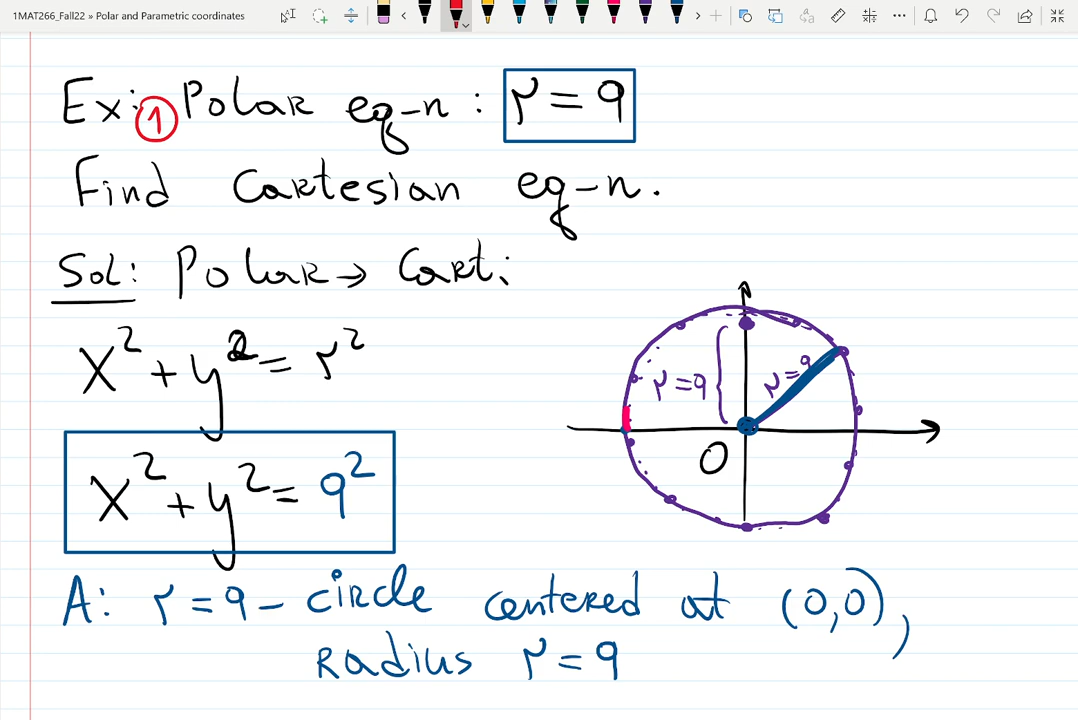 1MAT266_Fall22 » Polar and Parametric coordinates
Ex: ① Polar eq-n: r = 9
Find Cartesian eq-n.
Sol: Polar → Cart:
x² + y² = r²
x² + y² = 9²
r = 9
r = 9
O
A: r = 9 – circle centered at (0,0),
radius r = 9